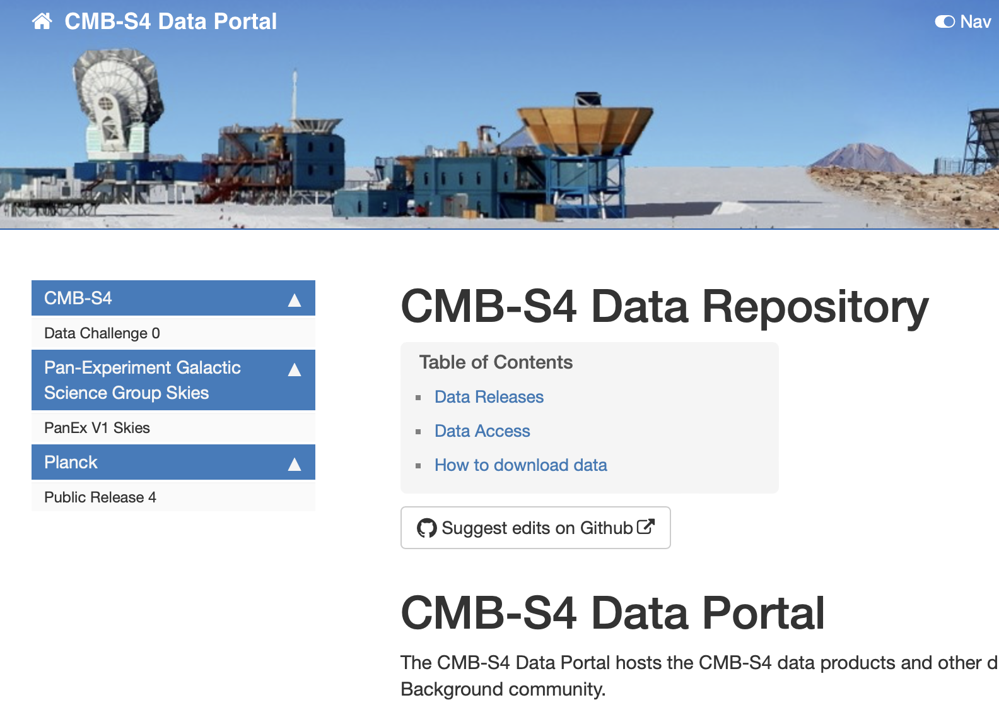 CMB-S4 Data Portal
Nav
CMB-S4
Data Challenge 0
Pan-Experiment Galactic
Science Group Skies
PanEx V1 Skies
Planck
Public Release 4
CMB-S4 Data Repository
Table of Contents
Data Releases
Data Access
How to download data
Suggest edits on Github
CMB-S4 Data Portal
The CMB-S4 Data Portal hosts the CMB-S4 data products and other d
Background community.